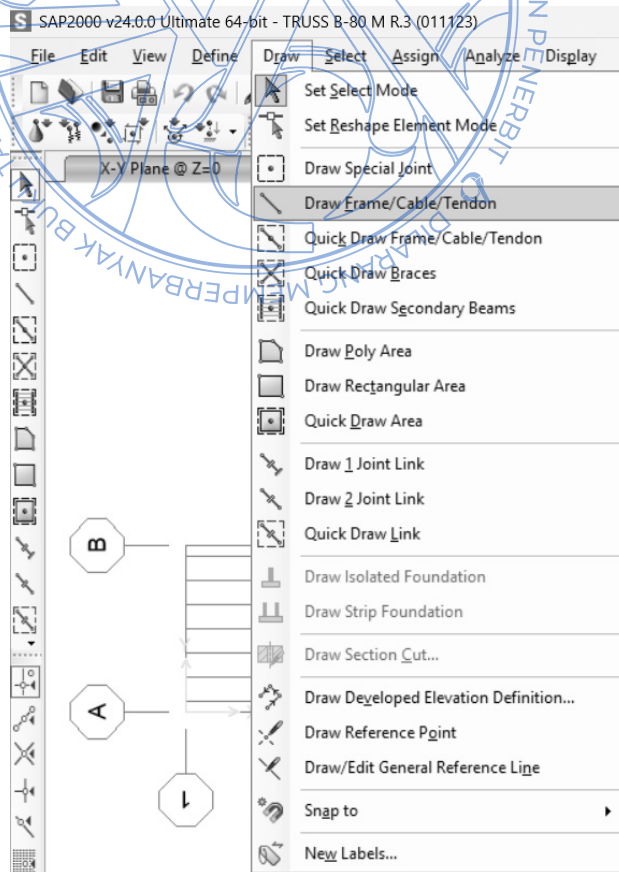 SAP2000 v24.0.0 Ultimate 64-bit - TRUSS B-80 M R.3 (011123)
File Edit View Define Draw Select Assign Analyze Display
X-Y Plane @ Z=0
Set Select Mode
Set Reshape Element Mode
Draw Special Joint
Draw Frame/Cable/Tendon
Quick Draw Frame/Cable/Tendon
Quick Draw Braces
Quick Draw Secondary Beams
Draw Poly Area
Draw Rectangular Area
Quick Draw Area
Draw 1 Joint Link
Draw 2 Joint Link
Quick Draw Link
Draw Isolated Foundation
Draw Strip Foundation
Draw Section Cut...
Draw Developed Elevation Definition...
Draw Reference Point
Draw/Edit General Reference Line
Snap to
New Labels...
B
A
1
DILARANG MEMPERBANYAK BU
N PENERBIT